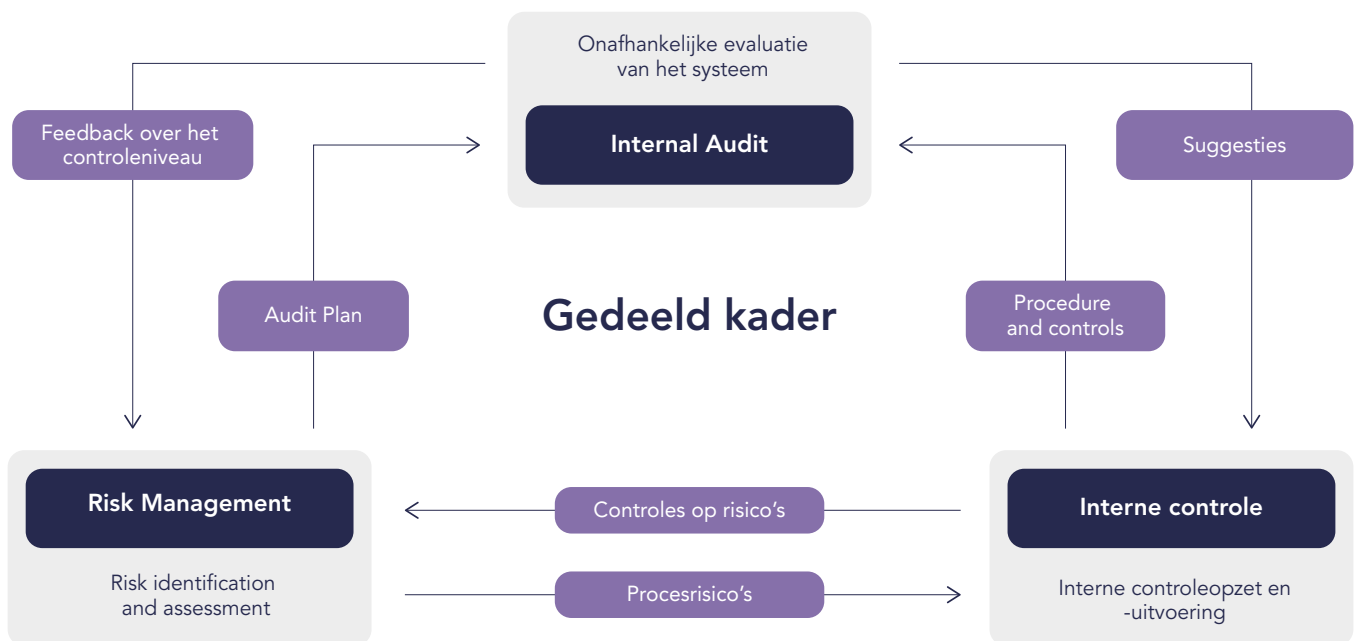 Onafhankelijke evaluatie
van het systeem
Internal Audit
Feedback over het
controleniveau
Suggesties
Audit Plan
Gedeeld kader
Procedure
and controls
Risk Management
Risk identification
and assessment
Controles op risico’s
Procesrisico’s
Interne controle
Interne controleopzet en
-uitvoering